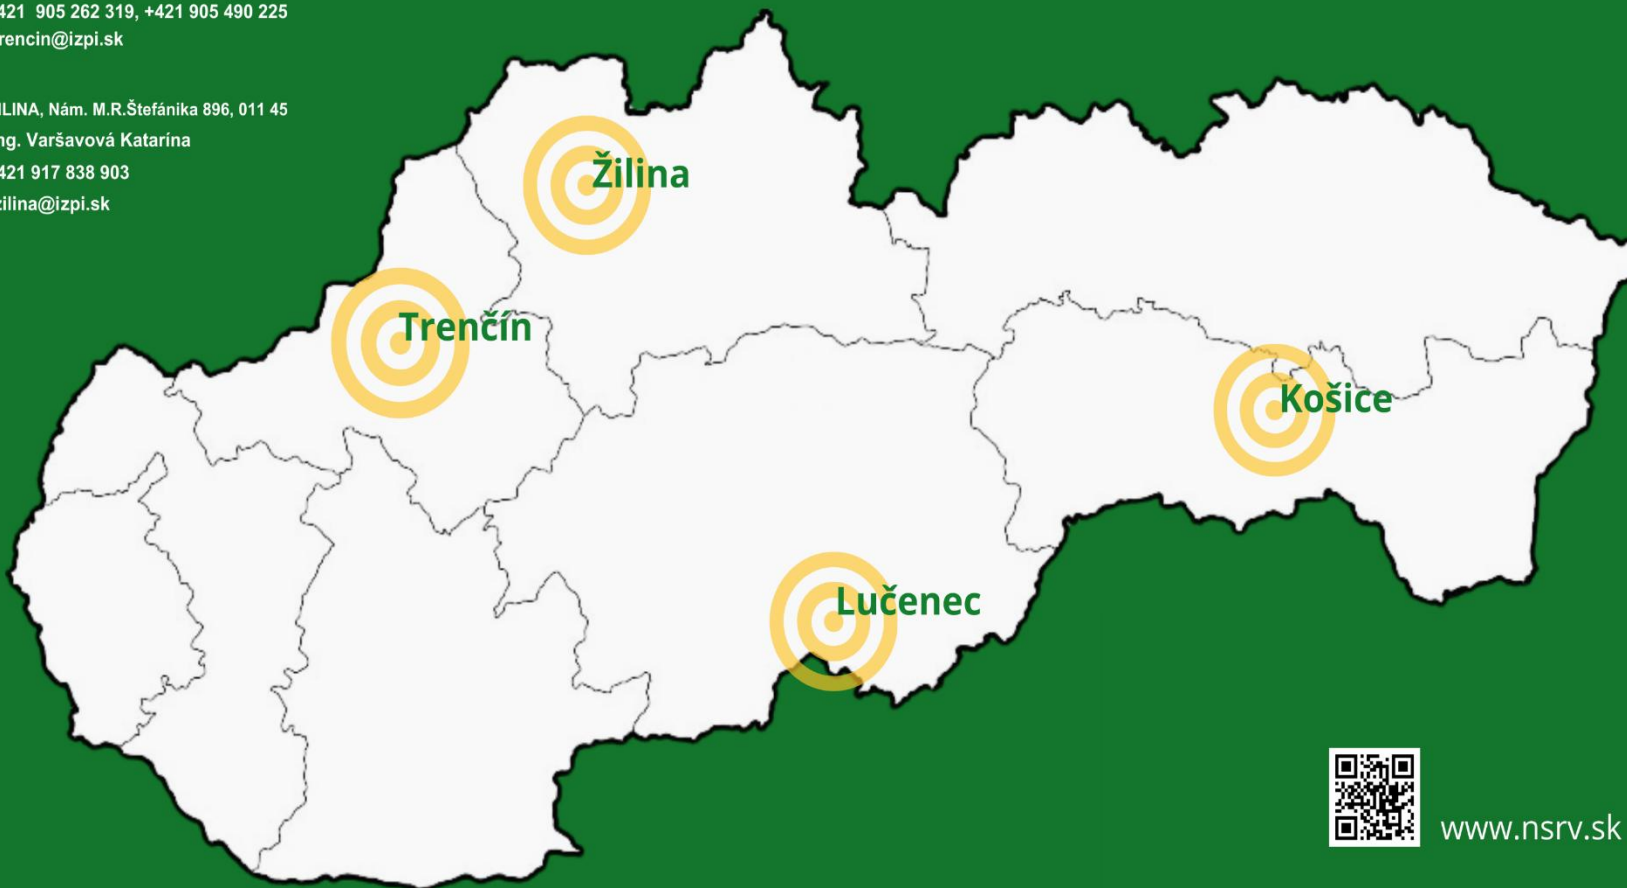 421 905 262 319, +421 905 490 225
rencin@izpi.sk
ILINA, Nám. M.R.Štefánika 896, 011 45
ng. Varšavová Katarína
421 917 838 903
zilina@izpi.sk
Žilina
Trenčín
Košice
Lučenec
www.nsrv.sk